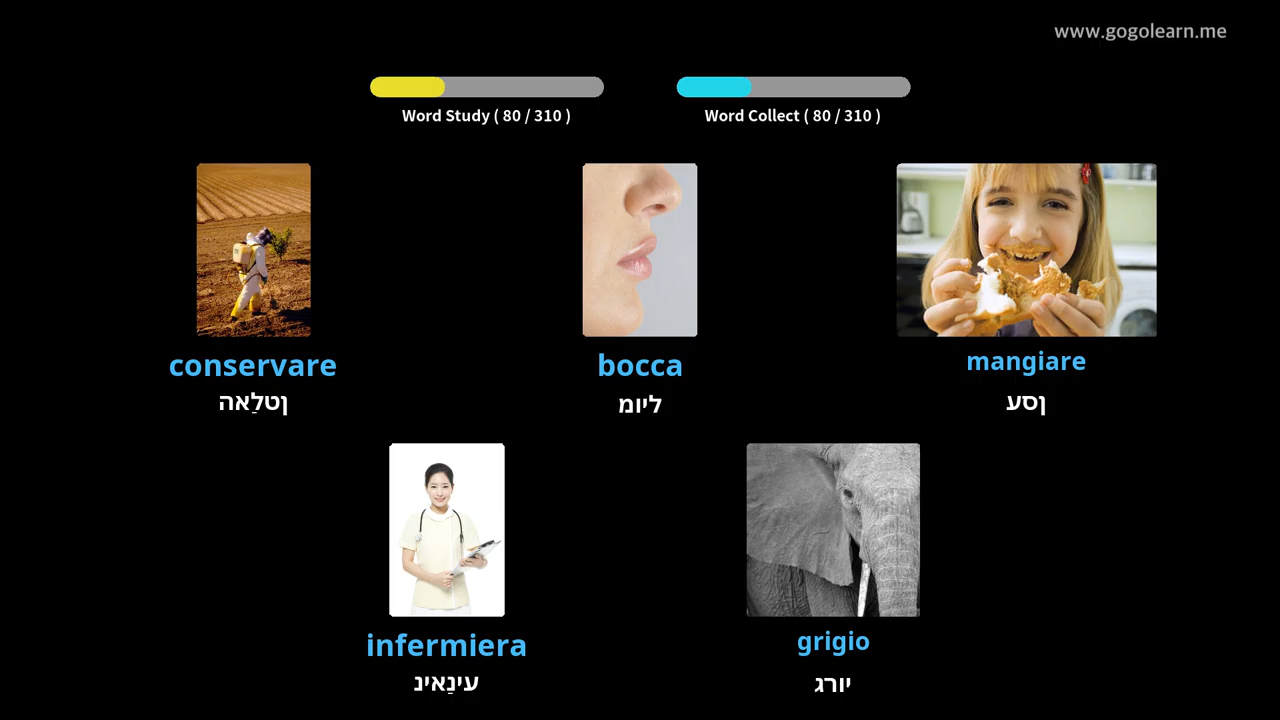 www.gogolearn.me
Word Study ( 80 / 310 )
Word Collect ( 80 / 310 )
conservare
bocca
mangiare
ןטלַאה
ליומ
ןסע
infermiera
grigio
עינַאינ
יורג